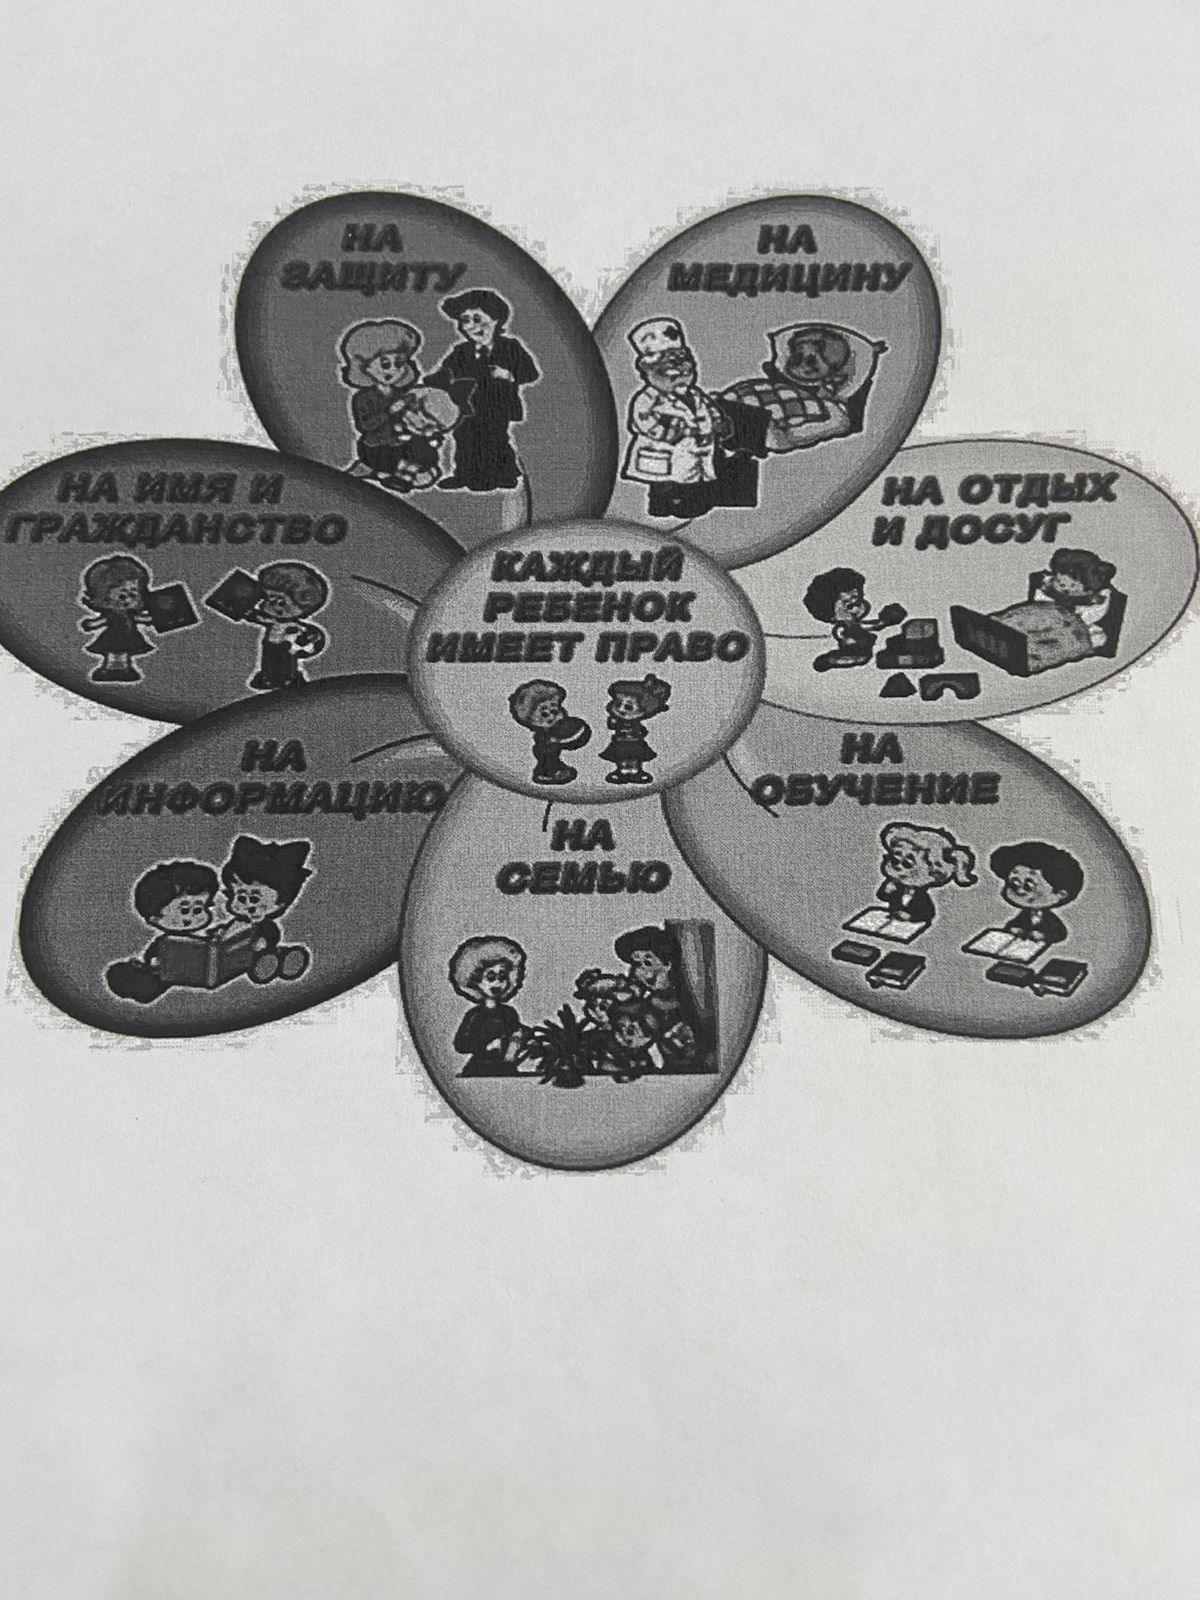 НА
ЗАЩИТУ
НА
МЕДИЦИНУ
НА ИМЯ И
ГРАЖДАНСТВО
НА ОТДЫХ
И ДОСУГ
КАЖДЫЙ
РЕБЕНОК
ИМЕЕТ ПРАВО
НА
ИНФОРМАЦИЮ
НА
СЕМЬЮ
НА
ОБУЧЕНИЕ